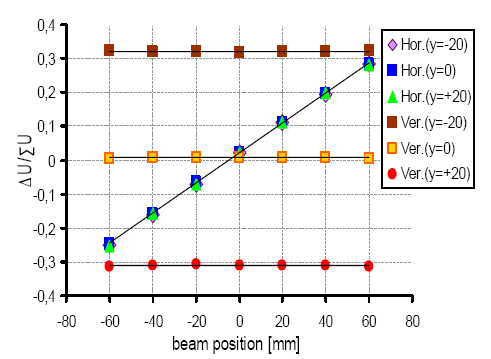 0,4
0,3
0,2
0,1
0
-0,1
-0,2
-0,3
-0,4
ΔU/∑U
-80 -60 -40 -20 0 20 40 60 80
beam position [mm]
Hor.(y=-20)
Hor.(y=0)
Hor.(y=+20)
Ver.(y=-20)
Ver.(y=0)
Ver.(y=+20)